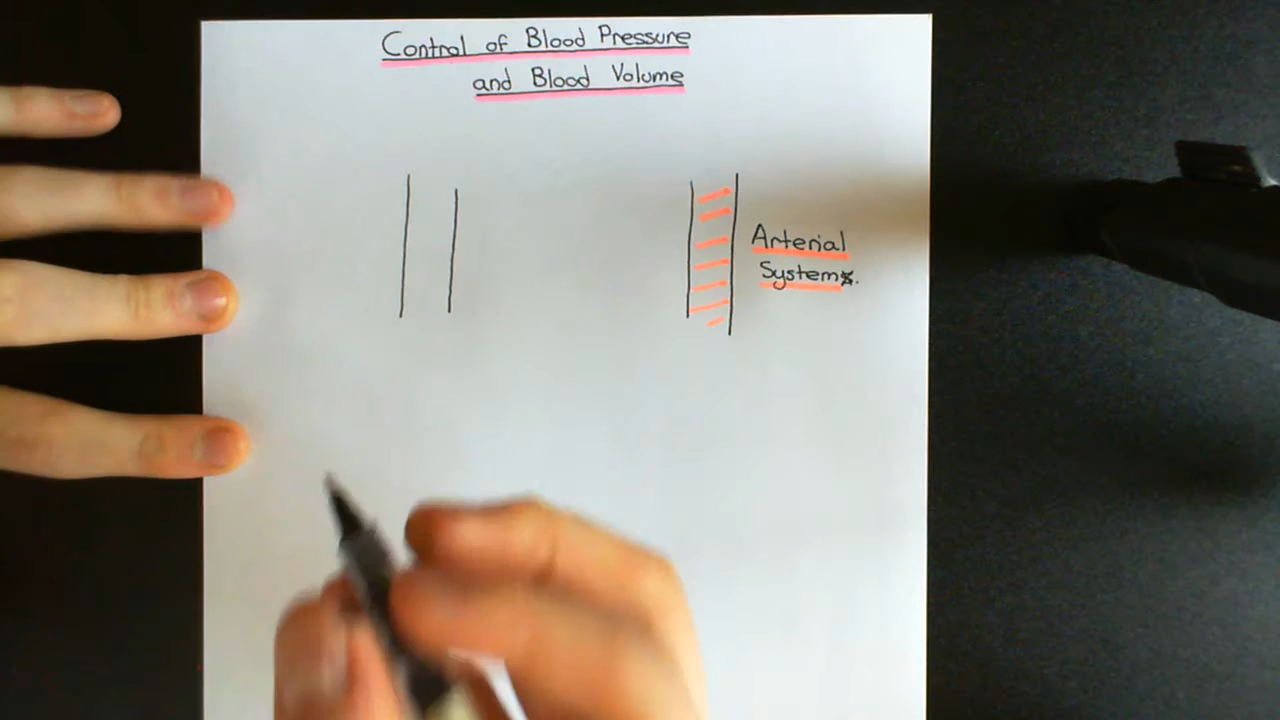 Control of Blood Pressure
and Blood Volume
Arterial
System.